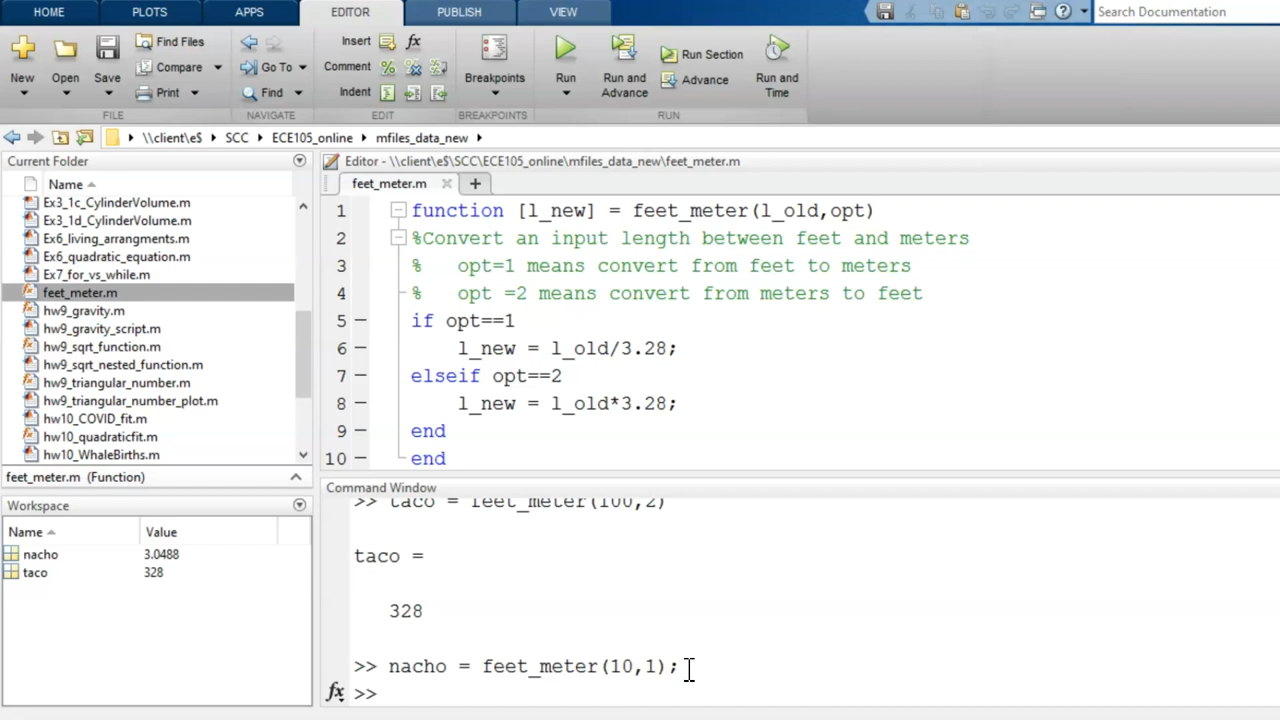 HOME PLOTS APPS EDITOR PUBLISH VIEW Search Documentation
New Open Save Find Files Compare Print
Go To Find
Insert fx
Comment % %
Indent
Breakpoints
Run Run and Advance Run Section Advance Run and Time
FILE NAVIGATE EDIT BREAKPOINTS RUN
\\client\e$ SCC ECE105_online mfiles_data_new
Current Folder
Name
Ex3_1c_CylinderVolume.m
Ex3_1d_CylinderVolume.m
Ex6_living_arrangments.m
Ex6_quadratic_equation.m
Ex7_for_vs_while.m
feet_meter.m
hw9_gravity.m
hw9_gravity_script.m
hw9_sqrt_function.m
hw9_sqrt_nested_function.m
hw9_triangular_number.m
hw9_triangular_number_plot.m
hw10_COVID_fit.m
hw10_quadraticfit.m
hw10_WhaleBirths.m
feet_meter.m (Function)
Workspace
Name Value
nacho 3.0488
taco 328
Editor - \\client\e$\SCC\ECE105_online\mfiles_data_new\feet_meter.m
feet_meter.m +
1 function [l_new] = feet_meter(l_old,opt)
2 %Convert an input length between feet and meters
3 % opt=1 means convert from feet to meters
4 % opt =2 means convert from meters to feet
5 if opt==1
6 l_new = l_old/3.28;
7 elseif opt==2
8 l_new = l_old*3.28;
9 end
10 end
Command Window
>> taco = feet_meter(100,2)
taco =
328
>> nacho = feet_meter(10,1);
fx >>